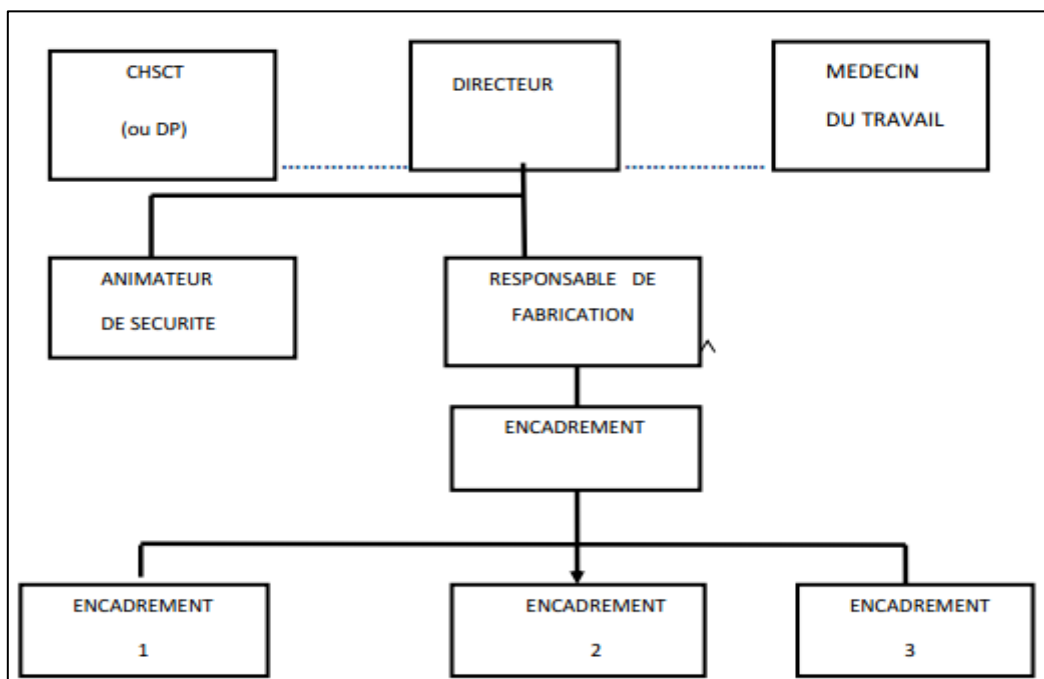 CHSCT
(ou DP)
DIRECTEUR
MEDECIN
DU TRAVAIL
ANIMATEUR
DE SECURITE
RESPONSABLE DE
FABRICATION
ENCADREMENT
ENCADREMENT
1
ENCADREMENT
2
ENCADREMENT
3